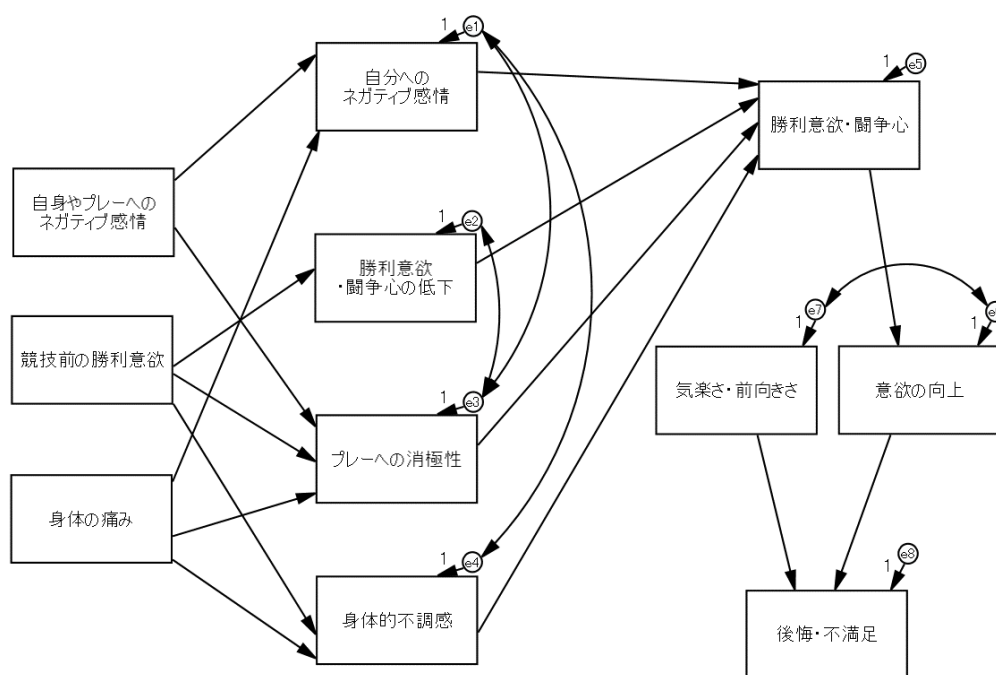 1
e1
自分への
ネガティブ感情
1
e5
勝利意欲・闘争心
自身やプレーへの
ネガティブ感情
1
e2
勝利意欲
・闘争心の低下
競技前の勝利意欲
1
e7
1
気楽さ・前向きさ
意欲の向上
1
e3
プレーへの消極性
身体の痛み
1
e4
身体的不調感
1
e8
後悔・不満足